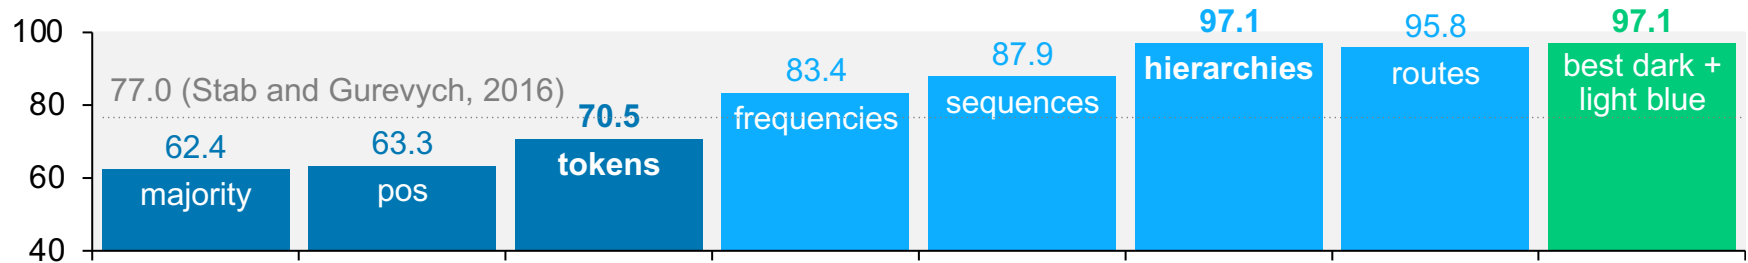 100
80
60
40
77.0 (Stab and Gurevych, 2016)
62.4
majority
63.3
pos
70.5
tokens
83.4
frequencies
87.9
sequences
97.1
hierarchies
95.8
routes
97.1
best dark +
light blue